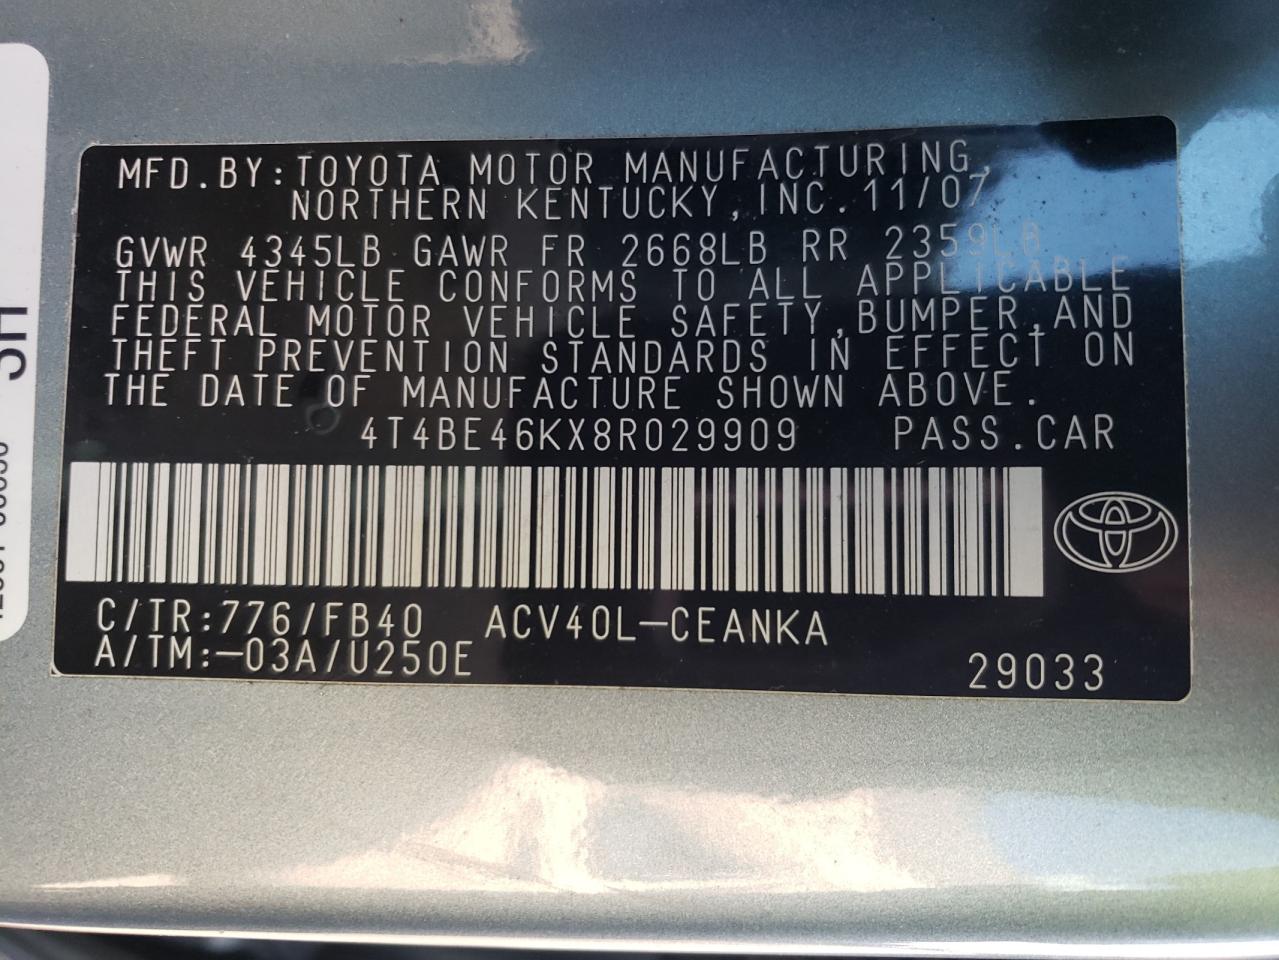 MFD.BY:TOYOTA MOTOR MANUFACTURING,
NORTHERN KENTUCKY,INC.11/07
GVWR 4345LB GAWR FR 2668LB RR 2359LB
THIS VEHICLE CONFORMS TO ALL APPLICABLE
FEDERAL MOTOR VEHICLE SAFETY,BUMPER,AND
THEFT PREVENTION STANDARDS IN EFFECT ON
THE DATE OF MANUFACTURE SHOWN ABOVE.
4T4BE46KX8R029909 PASS.CAR
C/TR:776/FB40 ACV40L-CEANKA
A/TM:-03A/U250E
29033